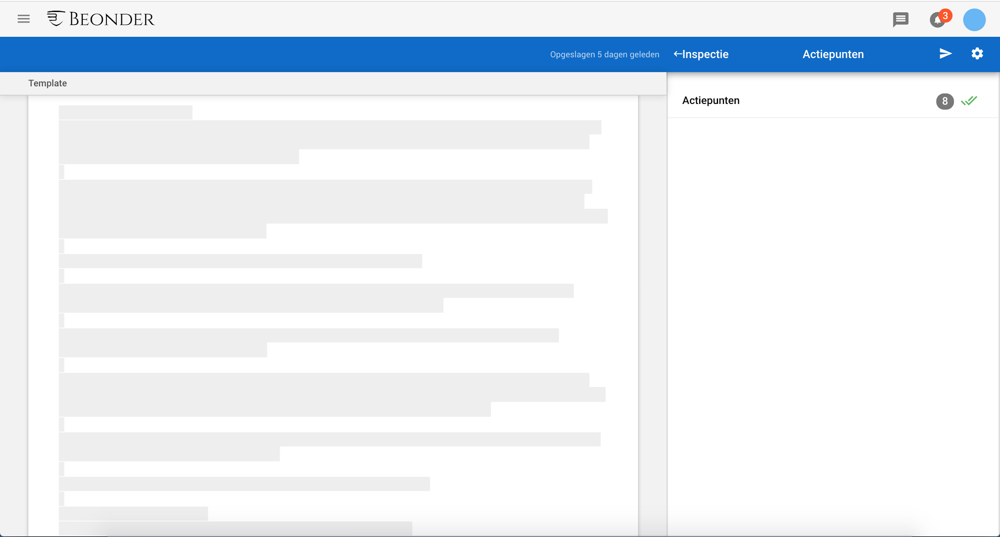 BEONDER
3
Opgeslagen 5 dagen geleden
Inspectie
Actiepunten
Template
Actiepunten
8